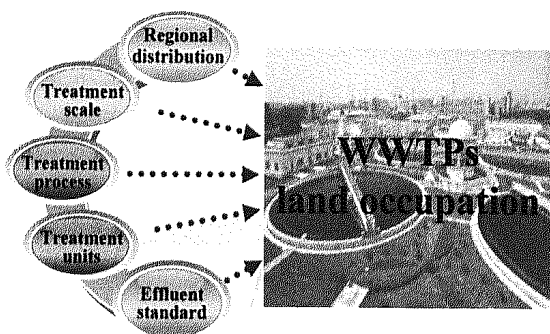 Regional
distribution
Treatment
scale
Treatment
process
Treatment
units
Effluent
standard
WWTPs
land occupation